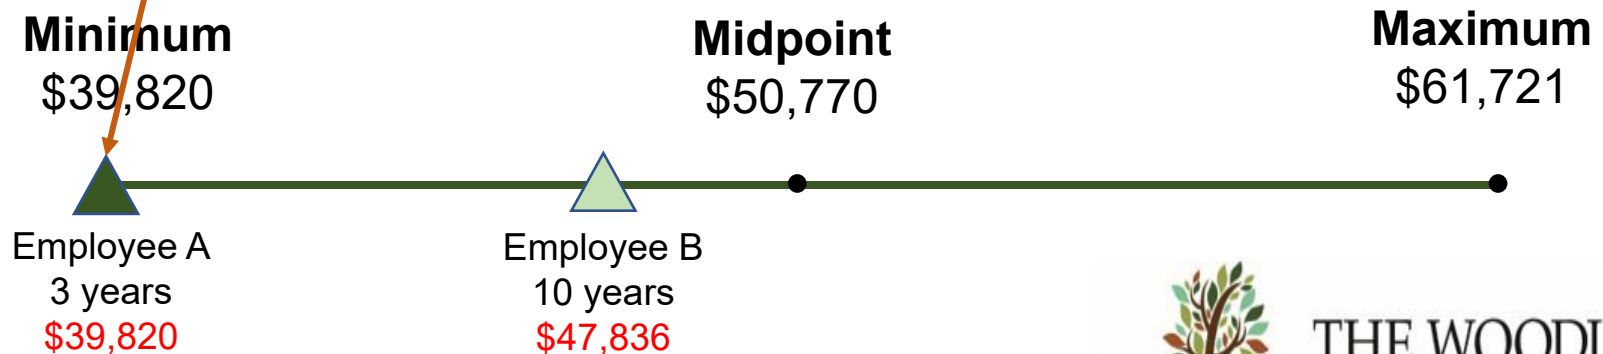 Minimum
$39,820
Midpoint
$50,770
Maximum
$61,721
Employee A
3 years
$39,820
Employee B
10 years
$47,836
THE